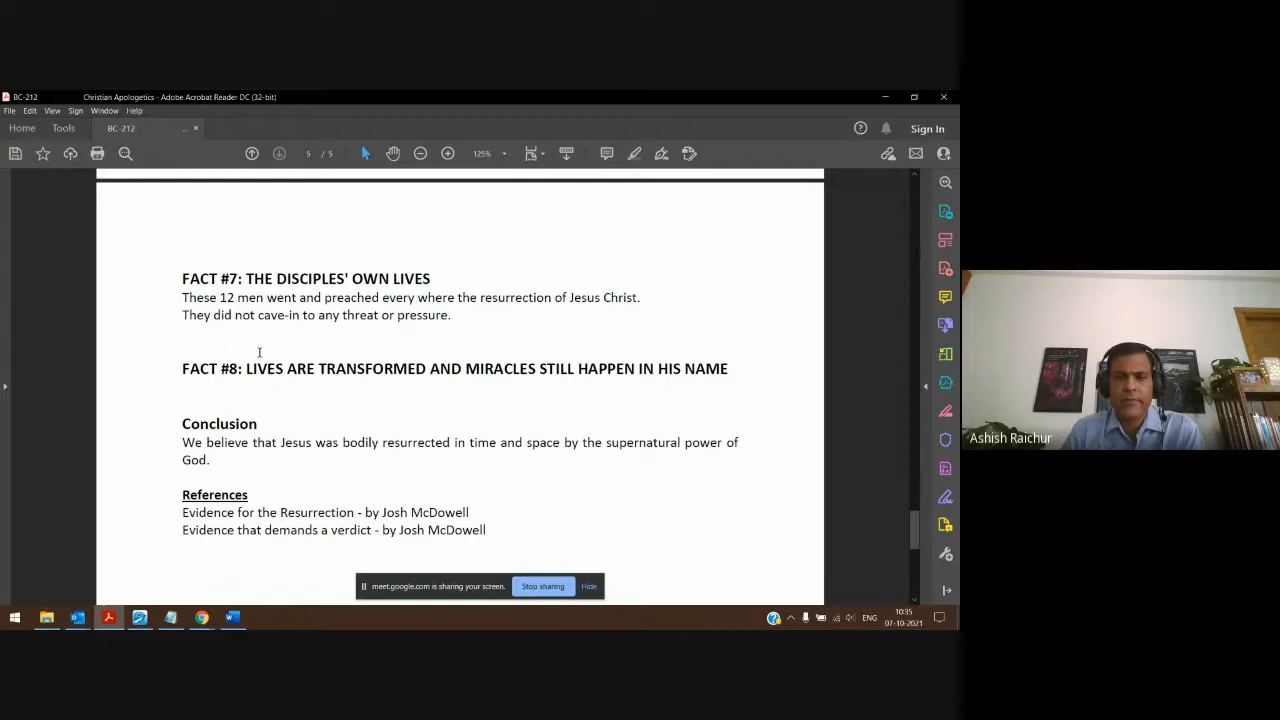 BC-212 Christian Apologetics - Adobe Acrobat Reader DC (32-bit)
File Edit View Sign Window Help
Home Tools BC-212 ... × Sign In
5 / 5 125%
FACT #7: THE DISCIPLES' OWN LIVES
These 12 men went and preached every where the resurrection of Jesus Christ.
They did not cave-in to any threat or pressure.
FACT #8: LIVES ARE TRANSFORMED AND MIRACLES STILL HAPPEN IN HIS NAME
Conclusion
We believe that Jesus was bodily resurrected in time and space by the supernatural power of
God.
References
Evidence for the Resurrection - by Josh McDowell
Evidence that demands a verdict - by Josh McDowell
meet.google.com is sharing your screen. Stop sharing Hide
ENG
10:35
07-10-2021
Ashish Raichur